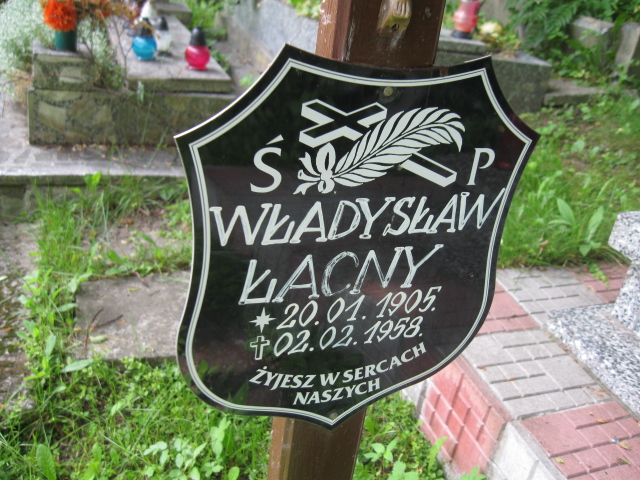 Ś P
WŁADYSŁAW
ŁACNY
20.01.1905.
02.02.1958.
ŻYJESZ W SERCACH
NASZYCH